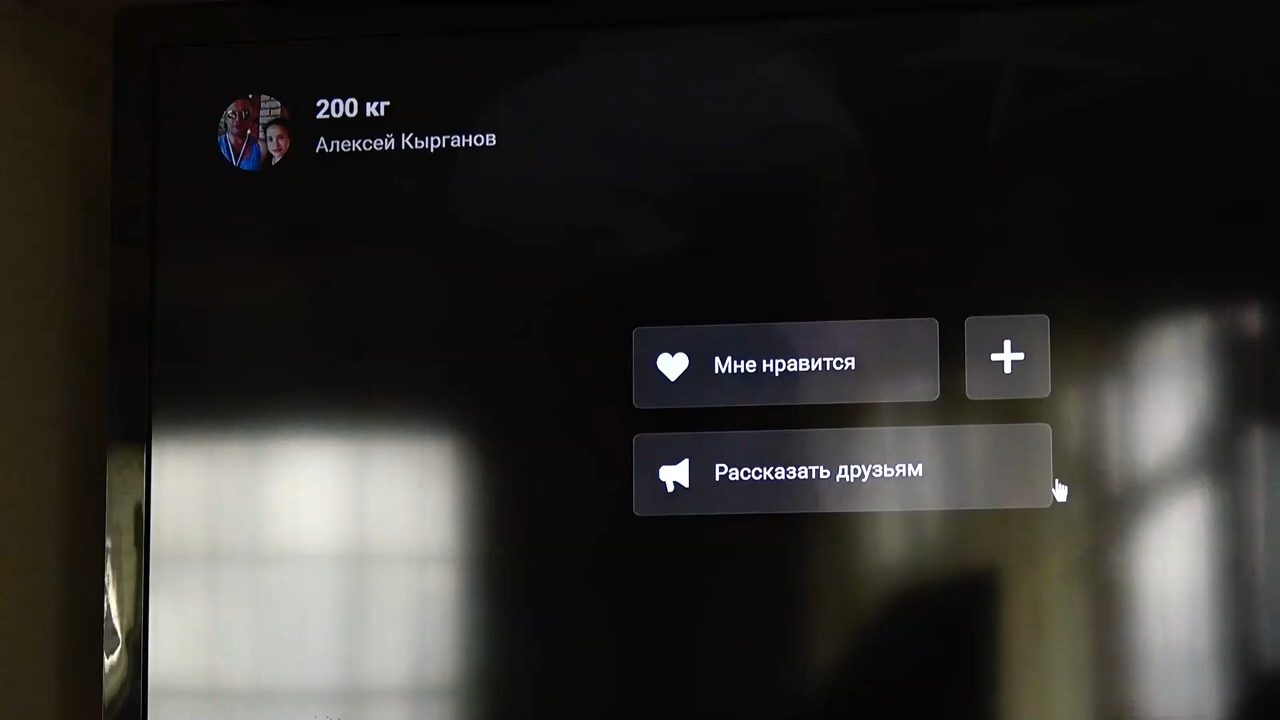 200 кг
Алексей Кырганов
Мне нравится
Рассказать друзьям